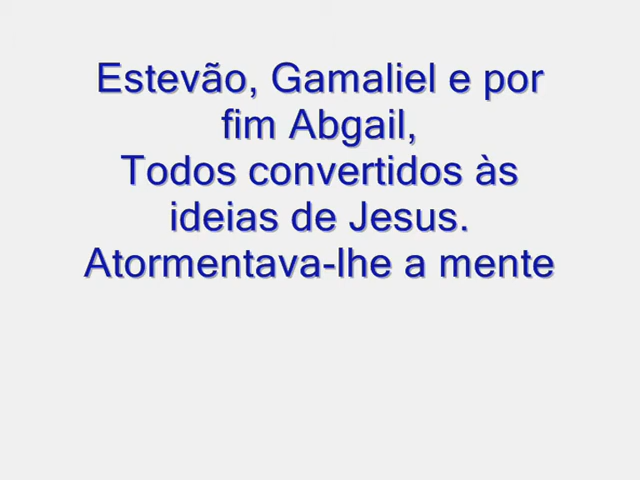 Estevão, Gamaliel e por
fim Abgail,
Todos convertidos às
ideias de Jesus.
Atormentava-lhe a mente